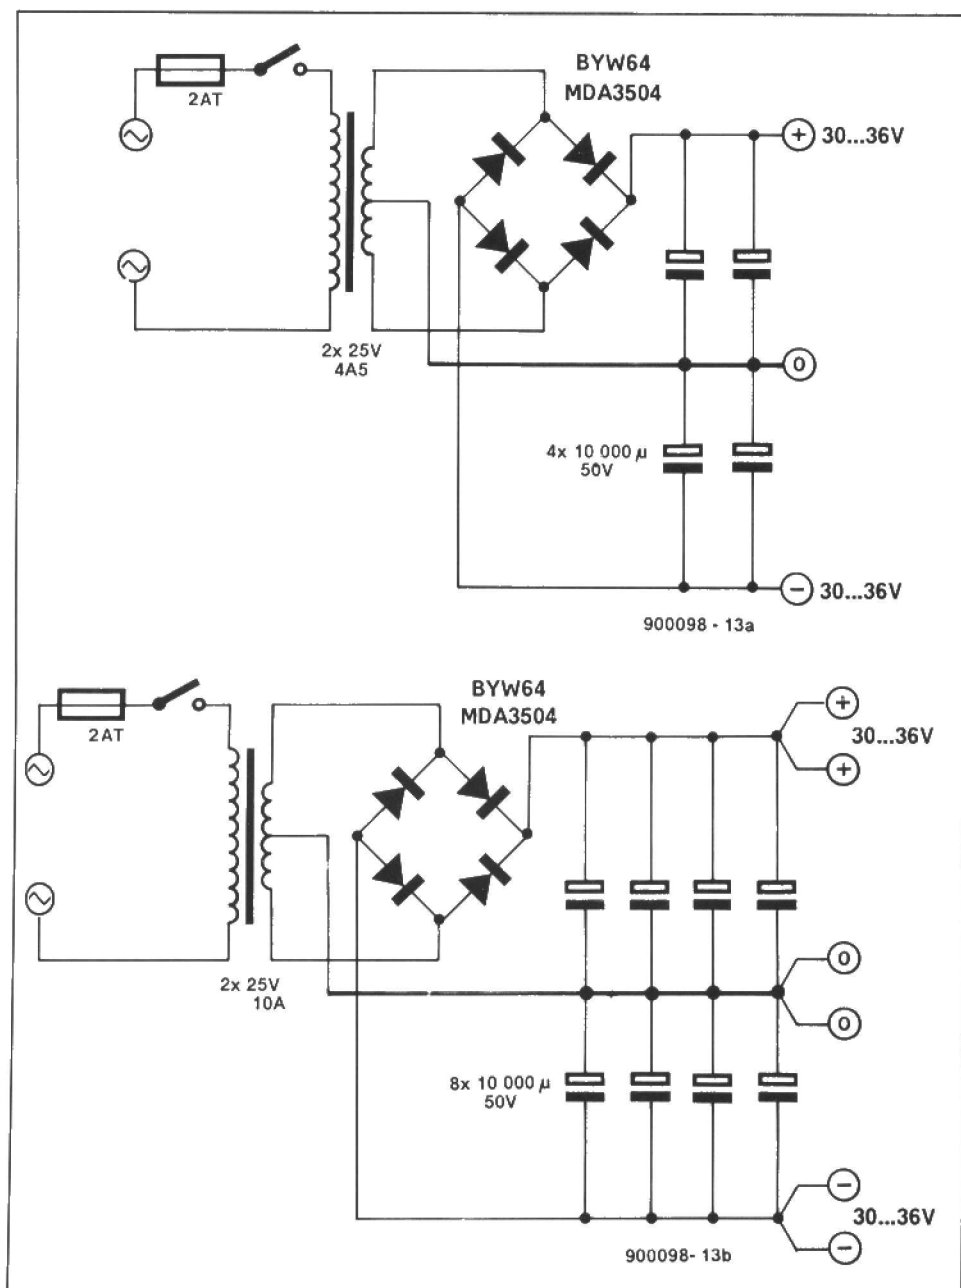 BYW64
MDA3504
2AT
+ 30...36V
2x 25V
4A5
0
4x 10 000 µ
50V
− 30...36V
900098 - 13a
BYW64
MDA3504
2AT
+
30...36V
+
2x 25V
10A
0
0
8x 10 000 µ
50V
−
30...36V
−
900098 - 13b